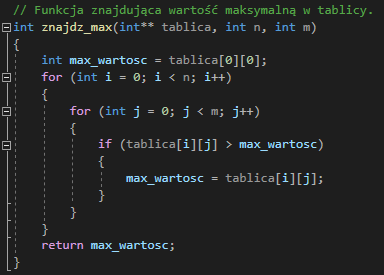 // Funkcja znajdująca wartość maksymalną w tablicy.
int znajdz_max(int** tablica, int n, int m)
{
    int max_wartosc = tablica[0][0];
    for (int i = 0; i < n; i++)
    {
        for (int j = 0; j < m; j++)
        {
            if (tablica[i][j] > max_wartosc)
            {
                max_wartosc = tablica[i][j];
            }
        }
    }
    return max_wartosc;
}